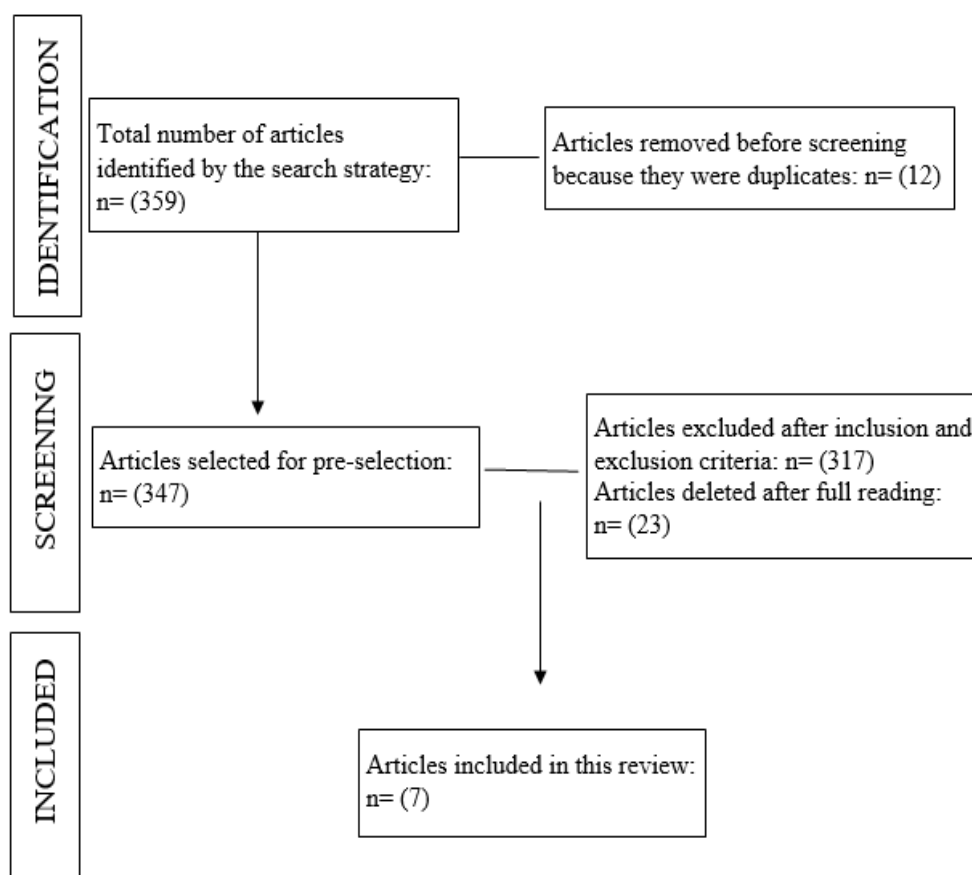 IDENTIFICATION
Total number of articles
identified by the search strategy:
n= (359)
Articles removed before screening
because they were duplicates: n= (12)
SCREENING
Articles selected for pre-selection:
n= (347)
Articles excluded after inclusion and
exclusion criteria: n= (317)
Articles deleted after full reading:
n= (23)
INCLUDED
Articles included in this review:
n= (7)